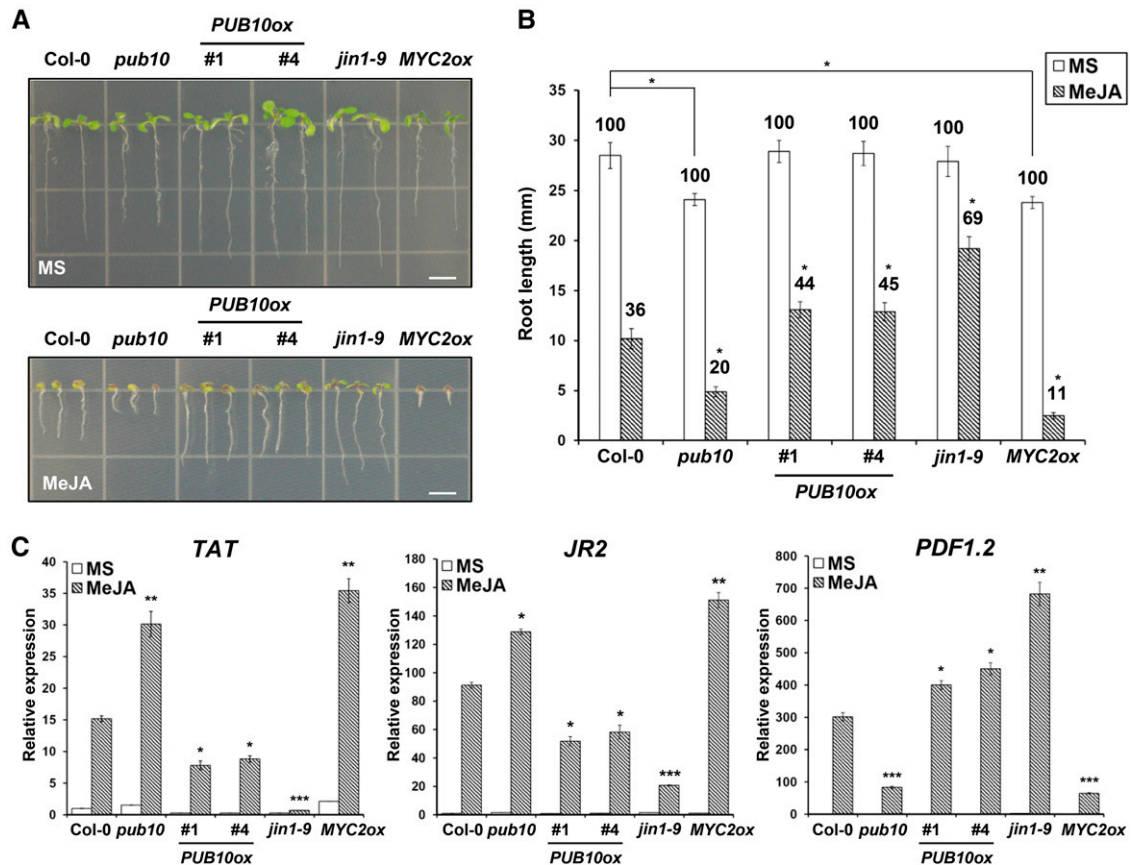 A
PUB10ox
Col-0 pub10 #1 #4 jin1-9 MYC2ox
MS
PUB10ox
Col-0 pub10 #1 #4 jin1-9 MYC2ox
MeJA
B
MS
MeJA
*
*
Root length (mm)
35
30
25
20
15
10
5
0
100
36
100
*
20
100
*
44
100
*
45
100
*
69
100
*
11
Col-0 pub10 #1 #4 jin1-9 MYC2ox
PUB10ox
C
TAT
MS
MeJA
Relative expression
40
35
30
25
20
15
10
5
0
**
*
*
***
**
Col-0 pub10 #1 #4 jin1-9 MYC2ox
PUB10ox
JR2
MS
MeJA
Relative expression
180
160
140
120
100
80
60
40
20
0
*
*
*
***
**
Col-0 pub10 #1 #4 jin1-9 MYC2ox
PUB10ox
PDF1.2
MS
MeJA
Relative expression
800
700
600
500
400
300
200
100
0
***
*
*
**
***
Col-0 pub10 #1 #4 jin1-9 MYC2ox
PUB10ox